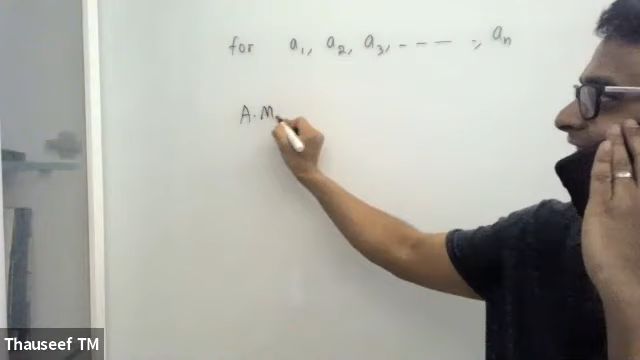 for a₁, a₂, a₃, - - - , aₙ
A.M
Thauseef TM